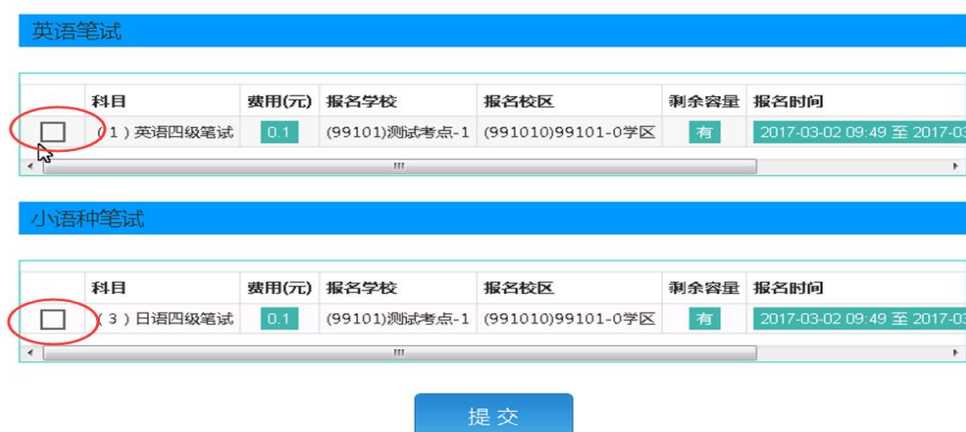 英语笔试
科目 费用(元) 报名学校 报名校区 剩余容量 报名时间
(1)英语四级笔试 0.1 (99101)测试考点-1 (991010)99101-0学区 有 2017-03-02 09:49 至 2017-03
小语种笔试
科目 费用(元) 报名学校 报名校区 剩余容量 报名时间
(3)日语四级笔试 0.1 (99101)测试考点-1 (991010)99101-0学区 有 2017-03-02 09:49 至 2017-03
提交